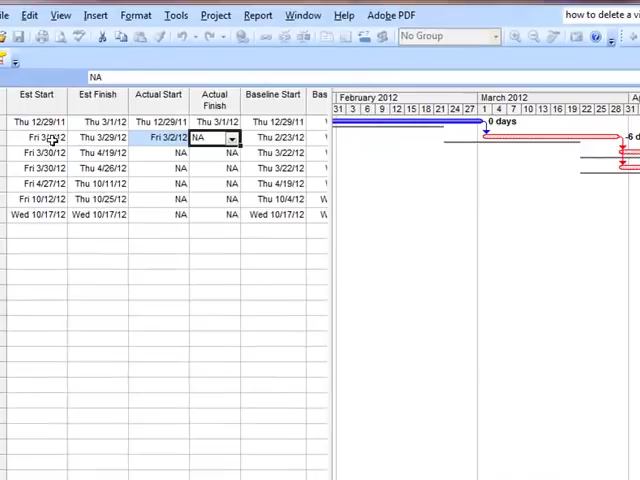 le Edit View Insert Format Tools Project Report Window Help Adobe PDF how to delete a vi
No Group
NA
Est Start Est Finish Actual Start Actual Finish Baseline Start Bas
February 2012 March 2012 A
31 3 6 9 12 15 18 21 24 27 1 4 7 10 13 16 19 22 25 28 31
Thu 12/29/11 Thu 3/1/12 Thu 12/29/11 Thu 3/1/12 Thu 12/29/11 0 days
Thu 3/29/12 Fri 3/2/12 NA Thu 2/23/12 -6 d
Fri 3/30/12 Thu 4/19/12 NA NA Thu 3/22/12
Fri 3/30/12 Thu 4/26/12 NA NA Thu 3/22/12
Fri 4/27/12 Thu 10/11/12 NA NA Thu 4/19/12
Fri 10/12/12 Thu 10/25/12 NA NA Thu 10/4/12 W
Wed 10/17/12 Wed 10/17/12 NA NA Wed 10/17/12 W